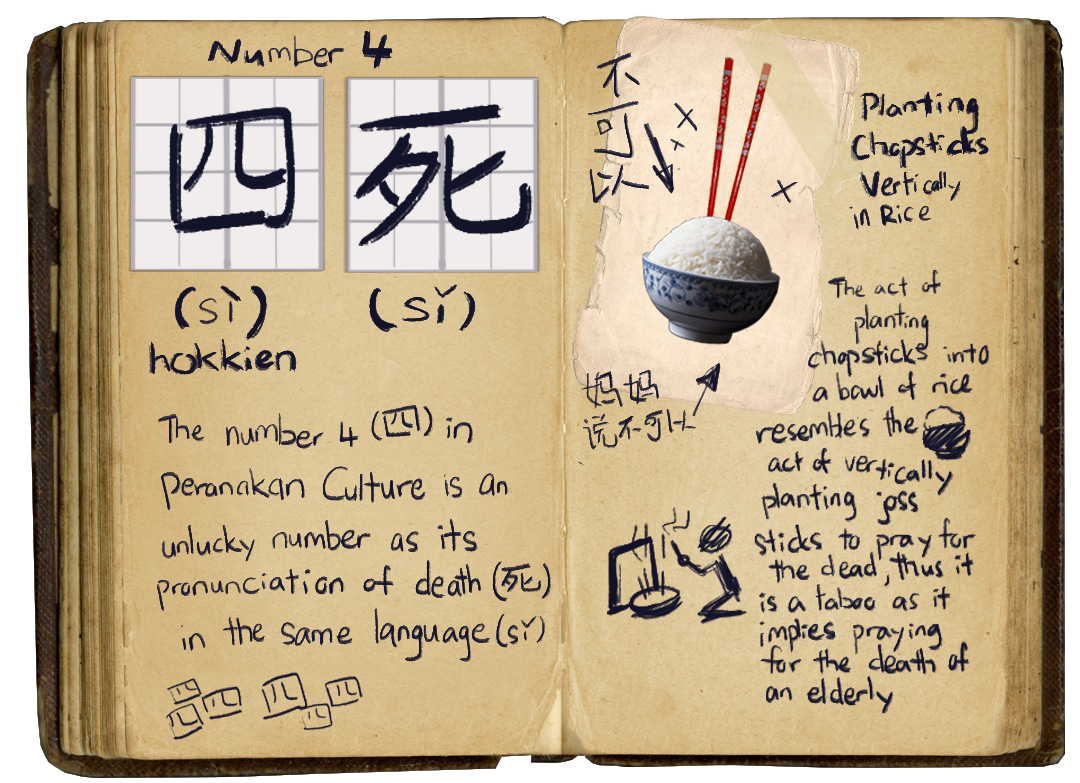 Number 4
四 死
(sì) (sǐ)
hokkien
The number 4 (四) in
Peranakan Culture is an
unlucky number as its
pronunciation of death (死)
in the same language (sǐ)
四 四 四 四 四 四
不可以
Planting
Chopsticks
Vertically
in Rice
妈妈
说不可以
The act of
planting
chopsticks into
a bowl of rice
resembles the
act of vertically
planting joss
sticks to pray for
the dead, thus it
is a taboo as it
implies praying
for the death of
an elderly